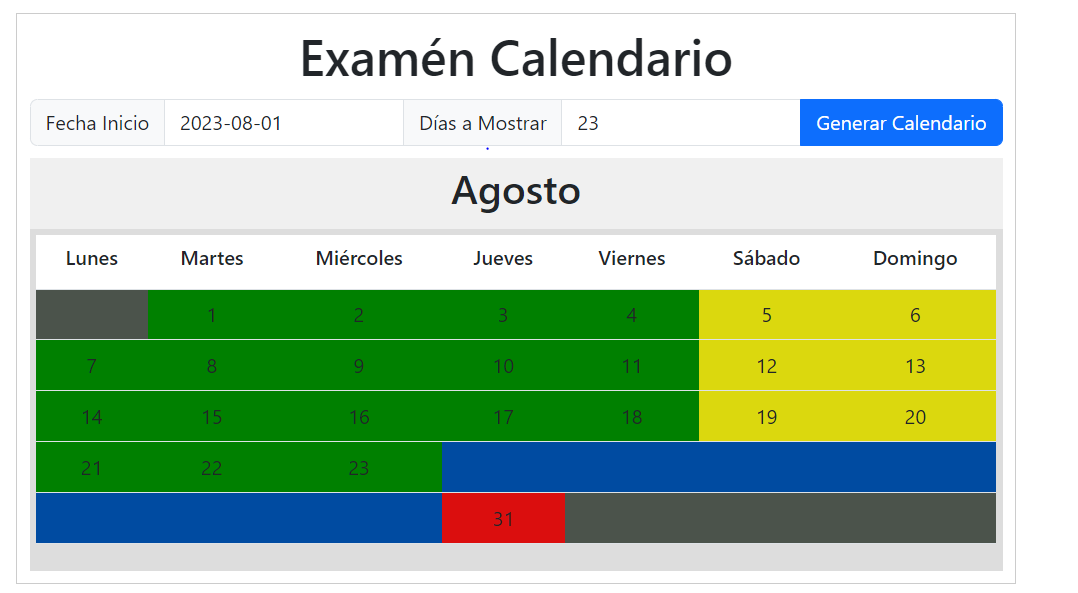 Examén Calendario
Fecha Inicio 2023-08-01 Días a Mostrar 23 Generar Calendario
Agosto
Lunes Martes Miércoles Jueves Viernes Sábado Domingo
1 2 3 4 5 6
7 8 9 10 11 12 13
14 15 16 17 18 19 20
21 22 23
31